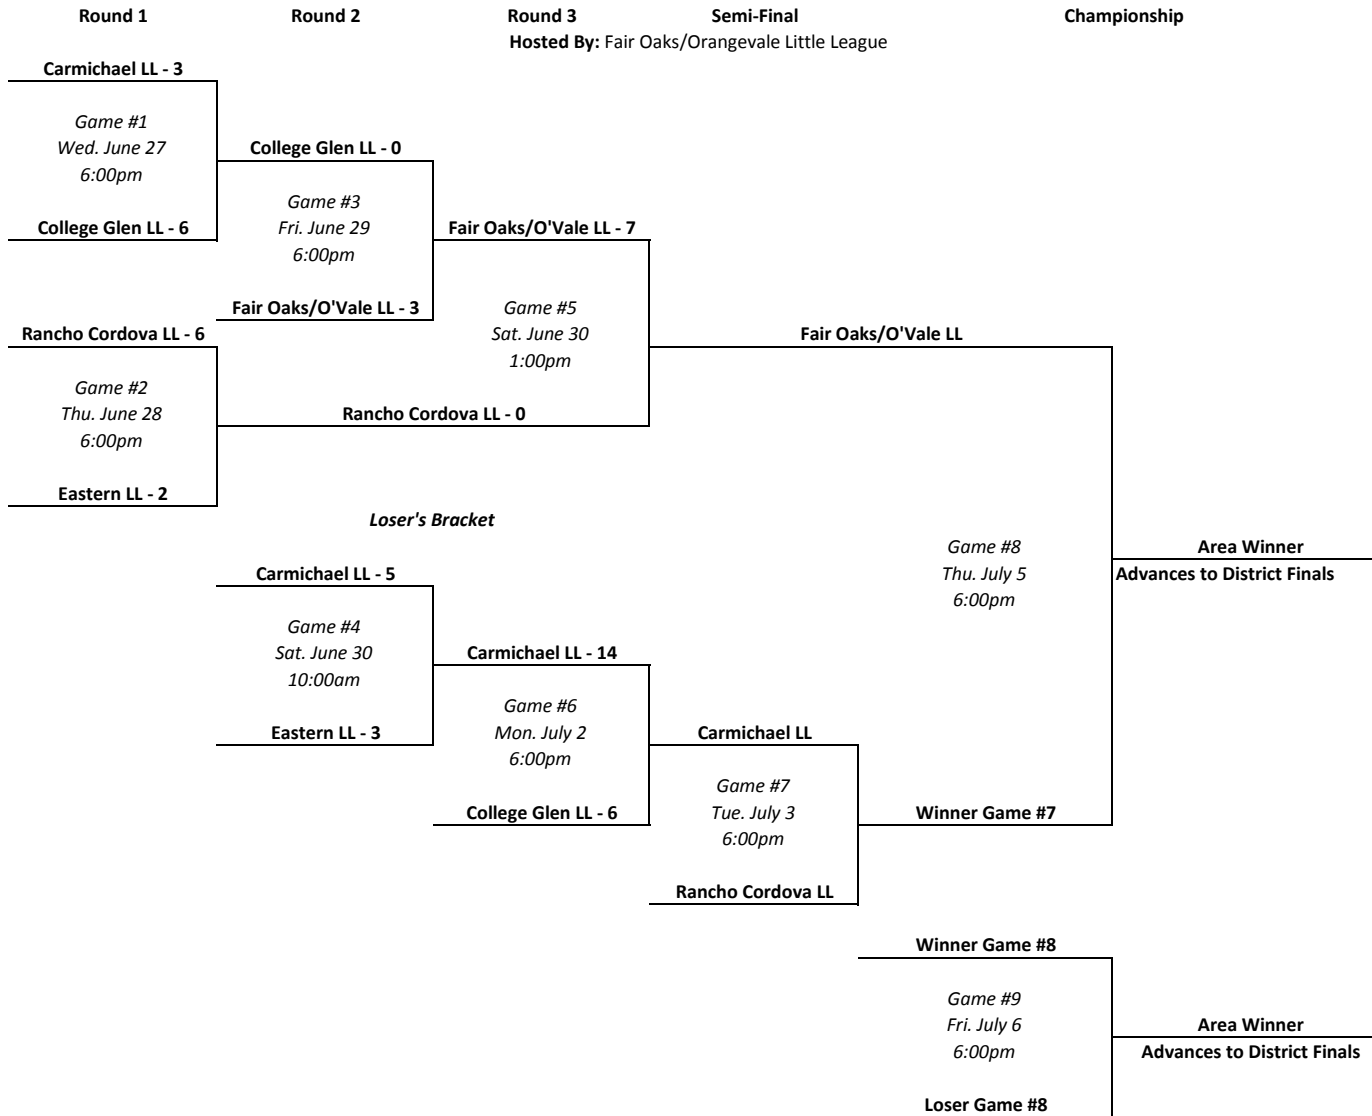 Round 1 Round 2 Round 3 Semi-Final Championship
Hosted By: Fair Oaks/Orangevale Little League
Carmichael LL - 3
Game #1
Wed. June 27
6:00pm
College Glen LL - 6
College Glen LL - 0
Game #3
Fri. June 29
6:00pm
Fair Oaks/O'Vale LL - 3
Fair Oaks/O'Vale LL - 7
Game #5
Sat. June 30
1:00pm
Rancho Cordova LL - 6
Game #2
Thu. June 28
6:00pm
Eastern LL - 2
Rancho Cordova LL - 0
Fair Oaks/O'Vale LL
Loser's Bracket
Carmichael LL - 5
Game #4
Sat. June 30
10:00am
Eastern LL - 3
Carmichael LL - 14
Game #6
Mon. July 2
6:00pm
College Glen LL - 6
Carmichael LL
Game #7
Tue. July 3
6:00pm
Rancho Cordova LL
Game #8
Thu. July 5
6:00pm
Winner Game #7
Area Winner
Advances to District Finals
Winner Game #8
Game #9
Fri. July 6
6:00pm
Loser Game #8
Area Winner
Advances to District Finals